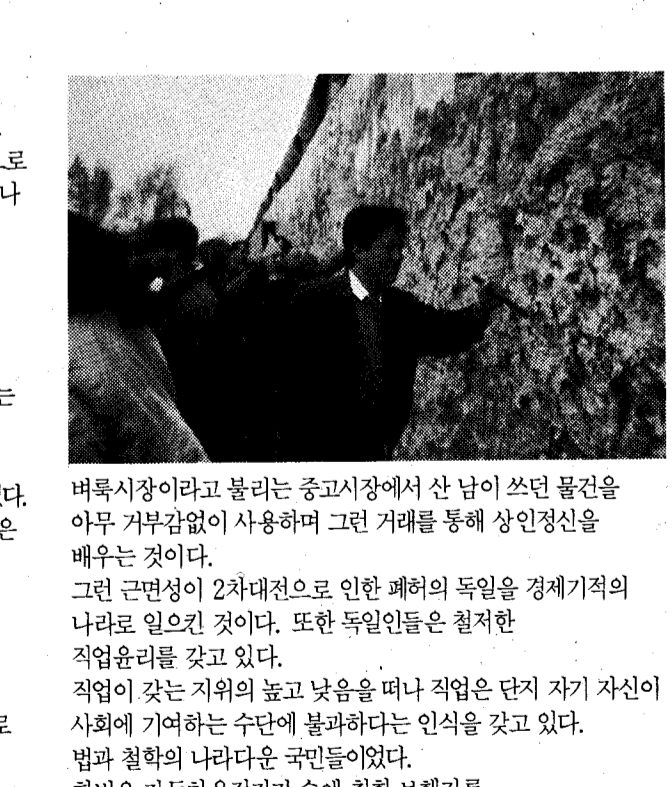 로
나
는
다.
은
로
벼룩시장이라고 불리는 중고시장에서 산 남이 쓰던 물건을
아무 거부감없이 사용하며 그런 거래를 통해 상인정신을
배우는 것이다.
그런 근면성이 2차대전으로 인한 폐허의 독일을 경제기적의
나라로 일으킨 것이다. 또한 독일인들은 철저한
직업윤리를 갖고 있다.
직업이 갖는 지위의 높고 낮음을 떠나 직업은 단지 자기 자신이
사회에 기여하는 수단에 불과하다는 인식을 갖고 있다.
법과 철학의 나라다운 국민들이었다.